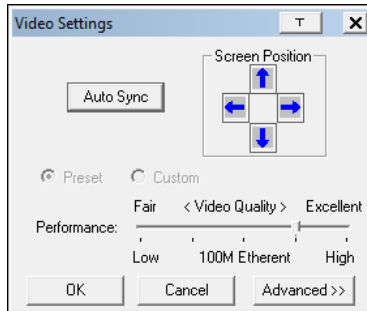 Video Settings
T
X
Screen Position
Auto Sync
Preset
Custom
Fair < Video Quality > Excellent
Performance:
Low 100M Etherent High
OK
Cancel
Advanced >>